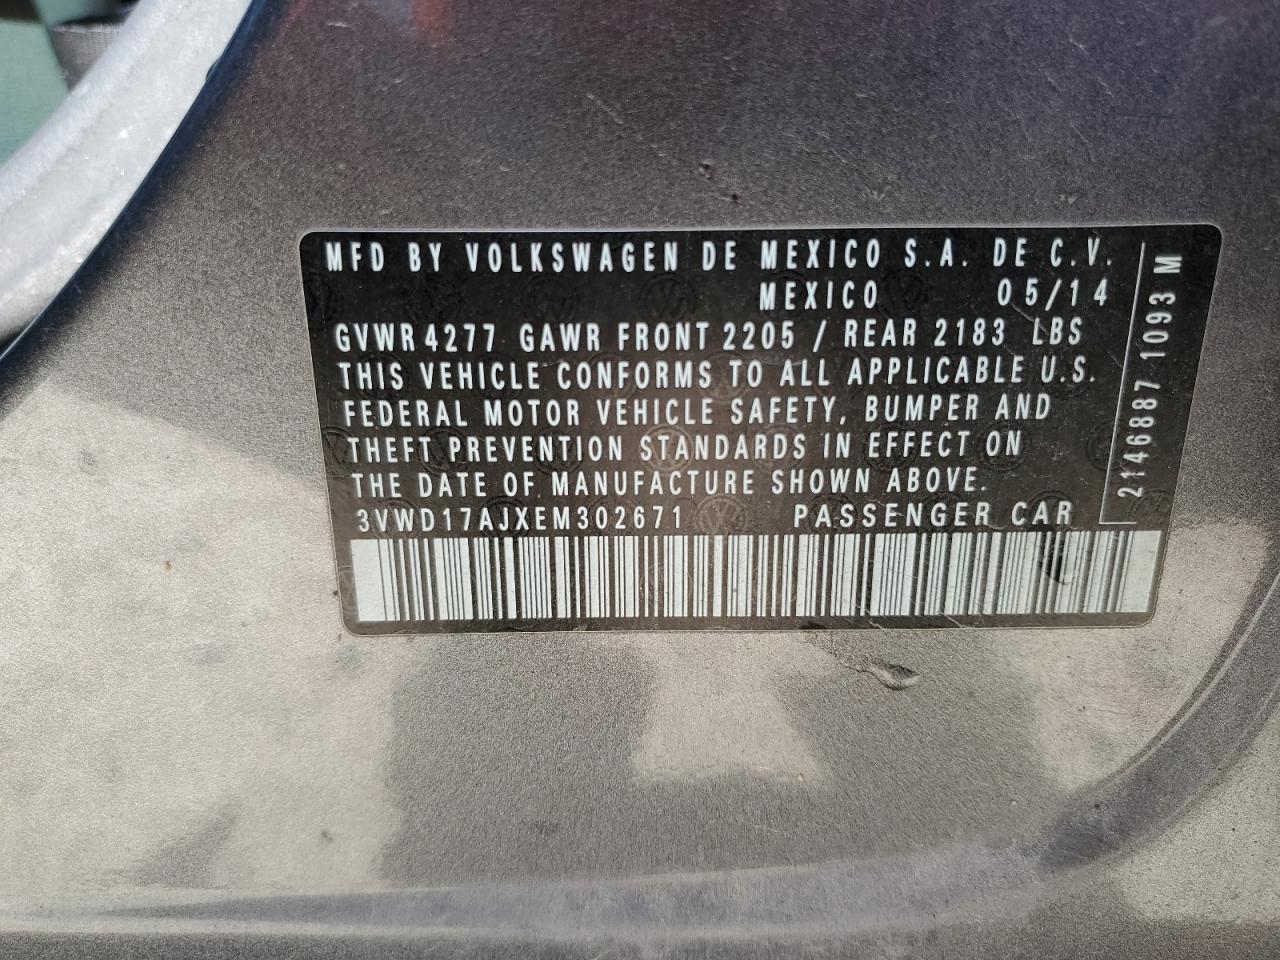 MFD BY VOLKSWAGEN DE MEXICO S.A. DE C.V.
MEXICO 05/14
GVWR 4277 GAWR FRONT 2205 / REAR 2183 LBS
THIS VEHICLE CONFORMS TO ALL APPLICABLE U.S.
FEDERAL MOTOR VEHICLE SAFETY, BUMPER AND
THEFT PREVENTION STANDARDS IN EFFECT ON
THE DATE OF MANUFACTURE SHOWN ABOVE.
3VWD17AJXEM302671 PASSENGER CAR
2146887 1093 M